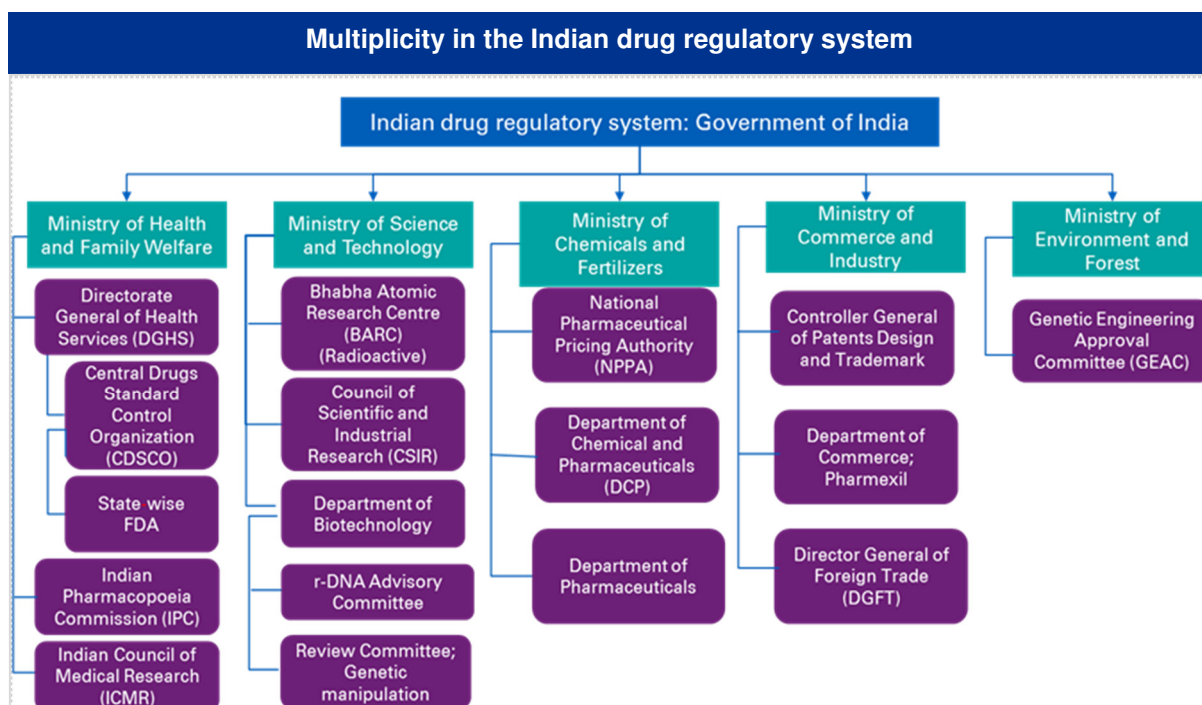 Multiplicity in the Indian drug regulatory system
Indian drug regulatory system: Government of India
Ministry of Health
and Family Welfare
Directorate
General of Health
Services (DGHS)
Central Drugs
Standard
Control
Organization
(CDSCO)
State-wise
FDA
Indian
Pharmacopoeia
Commission (IPC)
Indian Council of
Medical Research
(ICMR)
Ministry of Science
and Technology
Bhabha Atomic
Research Centre
(BARC)
(Radioactive)
Council of
Scientific and
Industrial
Research (CSIR)
Department of
Biotechnology
r-DNA Advisory
Committee
Review Committee;
Genetic
manipulation
Ministry of
Chemicals and
Fertilizers
National
Pharmaceutical
Pricing Authority
(NPPA)
Department of
Chemical and
Pharmaceuticals
(DCP)
Department of
Pharmaceuticals
Ministry of
Commerce and
Industry
Controller General
of Patents Design
and Trademark
Department of
Commerce;
Pharmexil
Director General of
Foreign Trade
(DGFT)
Ministry of
Environment and
Forest
Genetic Engineering
Approval
Committee (GEAC)